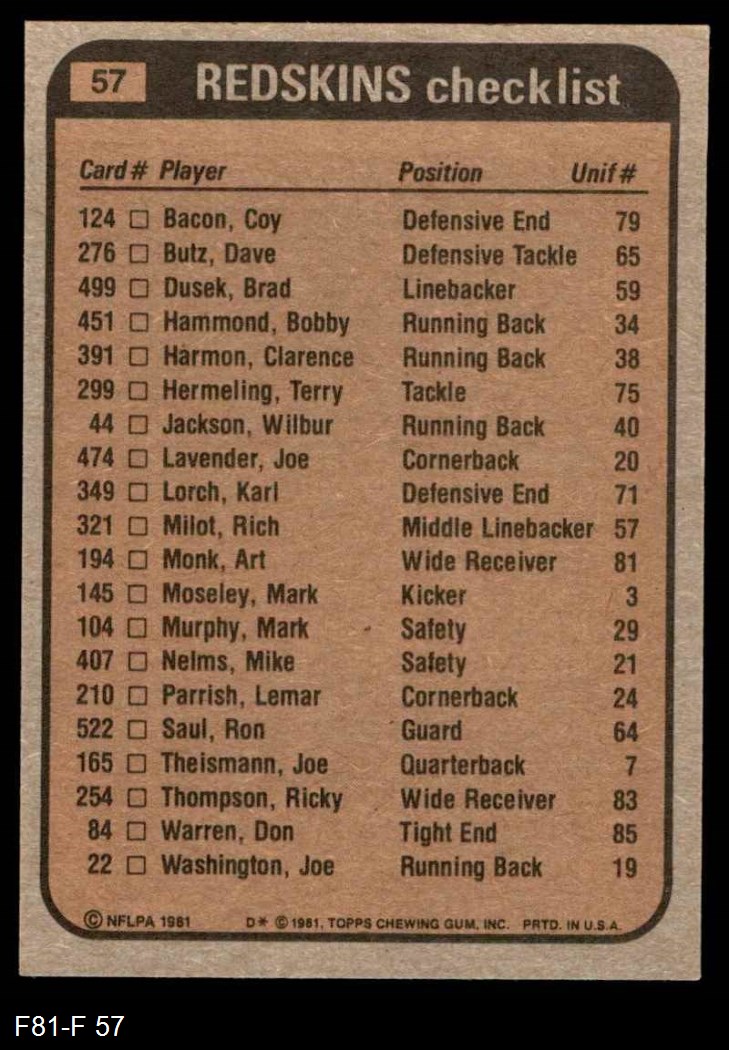 57 REDSKINS checklist
Card # Player Position Unif #
124 □ Bacon, Coy Defensive End 79
276 □ Butz, Dave Defensive Tackle 65
499 □ Dusek, Brad Linebacker 59
451 □ Hammond, Bobby Running Back 34
391 □ Harmon, Clarence Running Back 38
299 □ Hermeling, Terry Tackle 75
44 □ Jackson, Wilbur Running Back 40
474 □ Lavender, Joe Cornerback 20
349 □ Lorch, Karl Defensive End 71
321 □ Milot, Rich Middle Linebacker 57
194 □ Monk, Art Wide Receiver 81
145 □ Moseley, Mark Kicker 3
104 □ Murphy, Mark Safety 29
407 □ Nelms, Mike Safety 21
210 □ Parrish, Lemar Cornerback 24
522 □ Saul, Ron Guard 64
165 □ Theismann, Joe Quarterback 7
254 □ Thompson, Ricky Wide Receiver 83
84 □ Warren, Don Tight End 85
22 □ Washington, Joe Running Back 19
© NFLPA 1981 D* © 1981, TOPPS CHEWING GUM, INC. PRTD. IN U.S.A.
F81-F 57